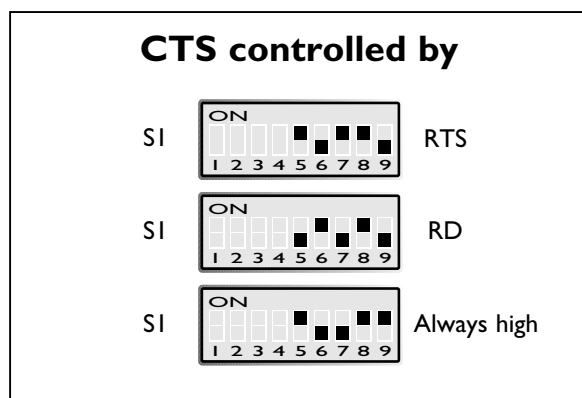 CTS controlled by
ON
S1 RTS
1 2 3 4 5 6 7 8 9
ON
S1 RD
1 2 3 4 5 6 7 8 9
ON
S1 Always high
1 2 3 4 5 6 7 8 9